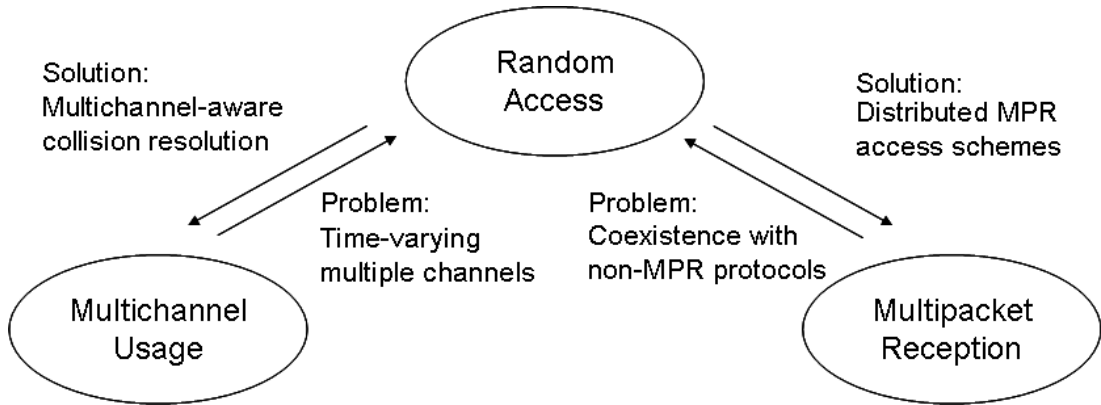 Random
Access
Solution:
Multichannel-aware
collision resolution
Solution:
Distributed MPR
access schemes
Problem:
Time-varying
multiple channels
Problem:
Coexistence with
non-MPR protocols
Multichannel
Usage
Multipacket
Reception